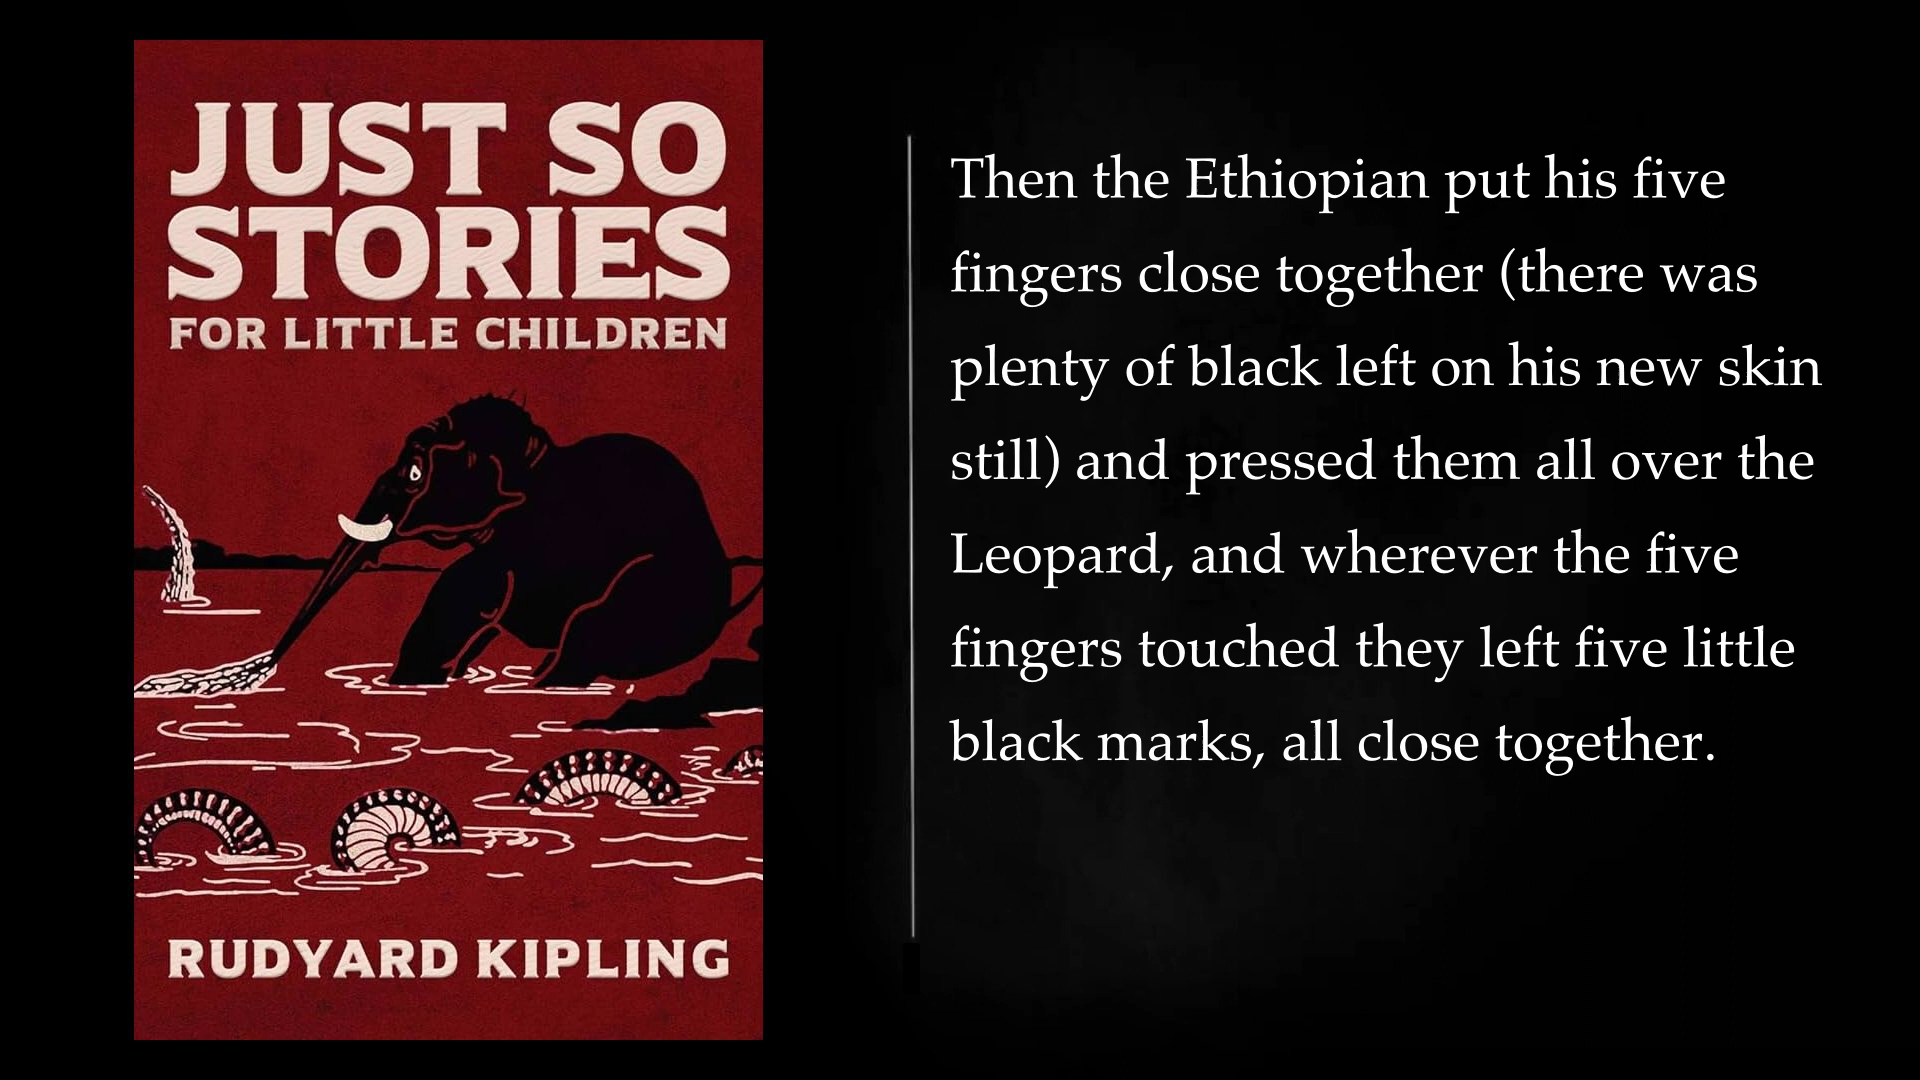 JUST SO
STORIES
FOR LITTLE CHILDREN
RUDYARD KIPLING
Then the Ethiopian put his five
fingers close together (there was
plenty of black left on his new skin
still) and pressed them all over the
Leopard, and wherever the five
fingers touched they left five little
black marks, all close together.